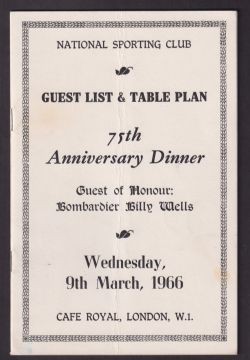 NATIONAL SPORTING CLUB
GUEST LIST & TABLE PLAN
75th
Anniversary Dinner
Guest of Honour:
Bombardier Billy Wells
Wednesday,
9th March, 1966
CAFE ROYAL, LONDON, W.1.